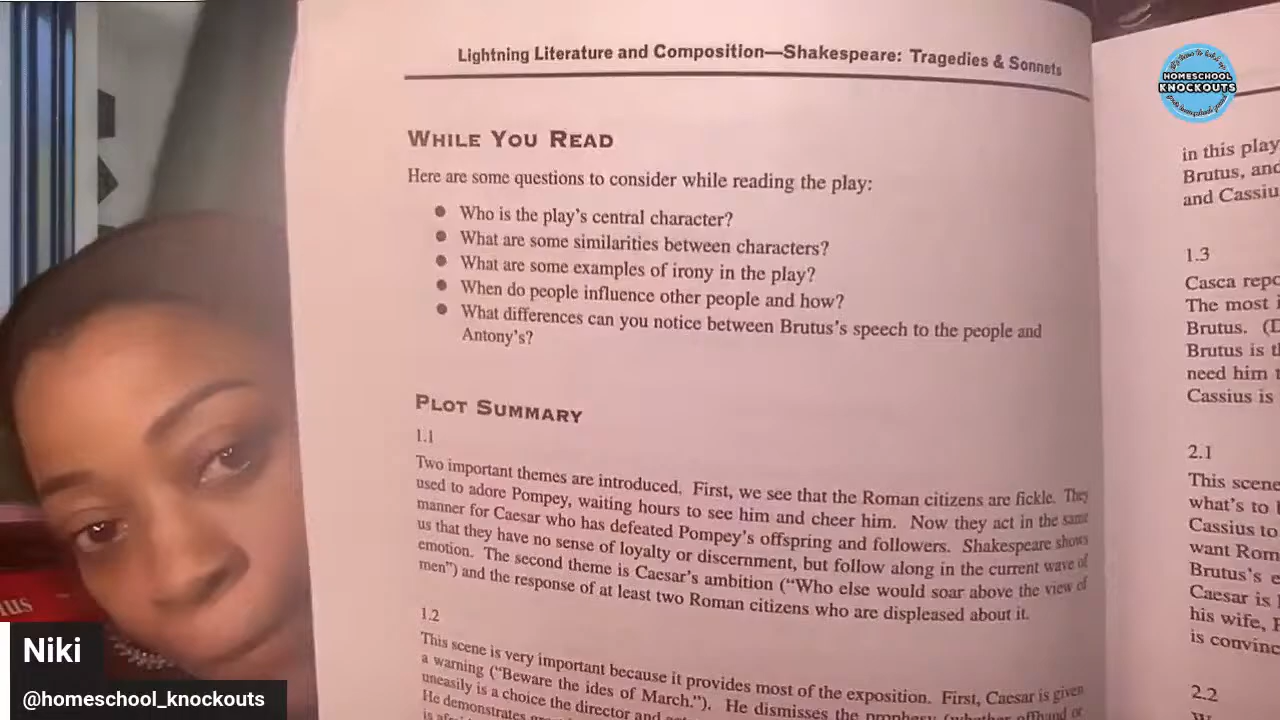 Lightning Literature and Composition—Shakespeare: Tragedies & Sonnets
WHILE YOU READ
Here are some questions to consider while reading the play:
● Who is the play's central character?
● What are some similarities between characters?
● What are some examples of irony in the play?
● When do people influence other people and how?
● What differences can you notice between Brutus's speech to the people and
Antony's?
PLOT SUMMARY
1.1
Two important themes are introduced. First, we see that the Roman citizens are fickle. They
used to adore Pompey, waiting hours to see him and cheer him. Now they act in the same
manner for Caesar who has defeated Pompey's offspring and followers. Shakespeare shows
us that they have no sense of loyalty or discernment, but follow along in the current wave of
emotion. The second theme is Caesar's ambition ("Who else would soar above the view of
men") and the response of at least two Roman citizens who are displeased about it.
1.2
This scene is very important because it provides most of the exposition. First, Caesar is given
a warning ("Beware the ides of March."). He dismisses the prophecy (whether offhand or
uneasily is a choice the director and
He demonstrates
in this play
Brutus, and
and Cassiu
1.3
Casca repo
The most
Brutus. (D
Brutus is th
need him t
Cassius is
2.1
This scene
what's to b
Cassius to
want Rom
Brutus's e
Caesar is
his wife, P
is convinc
2.2
HOMESCHOOL
KNOCKOUTS
ius
Niki
@homeschool_knockouts